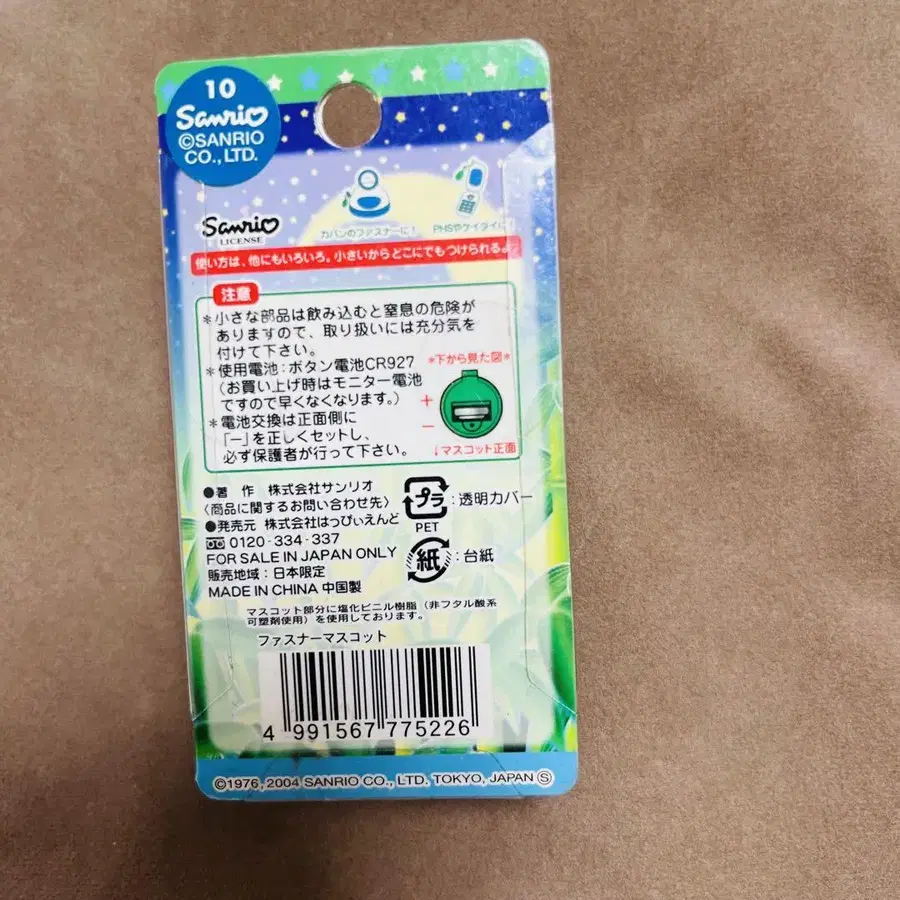 10
Sanrio
©SANRIO
CO., LTD.
Sanrio
LICENSE
カバンのファスナーに!
PHSやケイタイに!
使い方は、他にもいろいろ。小さいからどこにでもつけられるよ♪
注意
*小さな部品は飲み込むと窒息の危険が
ありますので、取り扱いには充分気を
付けて下さい。
*使用電池:ボタン電池CR927
(お買い上げ時はモニター電池
ですので早くなくなります。)
*電池交換は正面側に
「-」を正しくセットし、
必ず保護者が行って下さい。
*下から見た図*
+
-
↓マスコット正面
●著 作 株式会社サンリオ
〈商品に関するお問い合わせ先〉
●発売元 株式会社はっぴぃえんど
0120-334-337
FOR SALE IN JAPAN ONLY
販売地域:日本限定
MADE IN CHINA 中国製
プラ:透明カバー
PET
紙:台紙
マスコット部分に塩化ビニル樹脂(非フタル酸系
可塑剤使用)を使用しております。
ファスナーマスコット
4 991567 775226
©1976, 2004 SANRIO CO., LTD. TOKYO, JAPAN Ⓢ